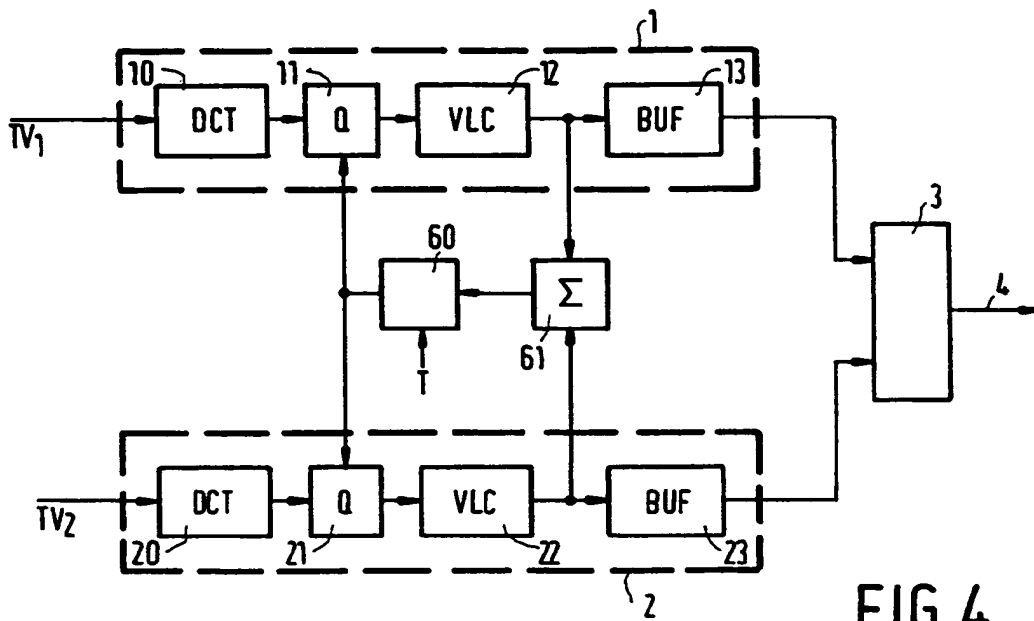 1
10 11 12 13
DCT Q VLC BUF
TV1
3
60
Σ
4
61
T
DCT Q VLC BUF
TV2
20 21 22 23
2
FIG.4